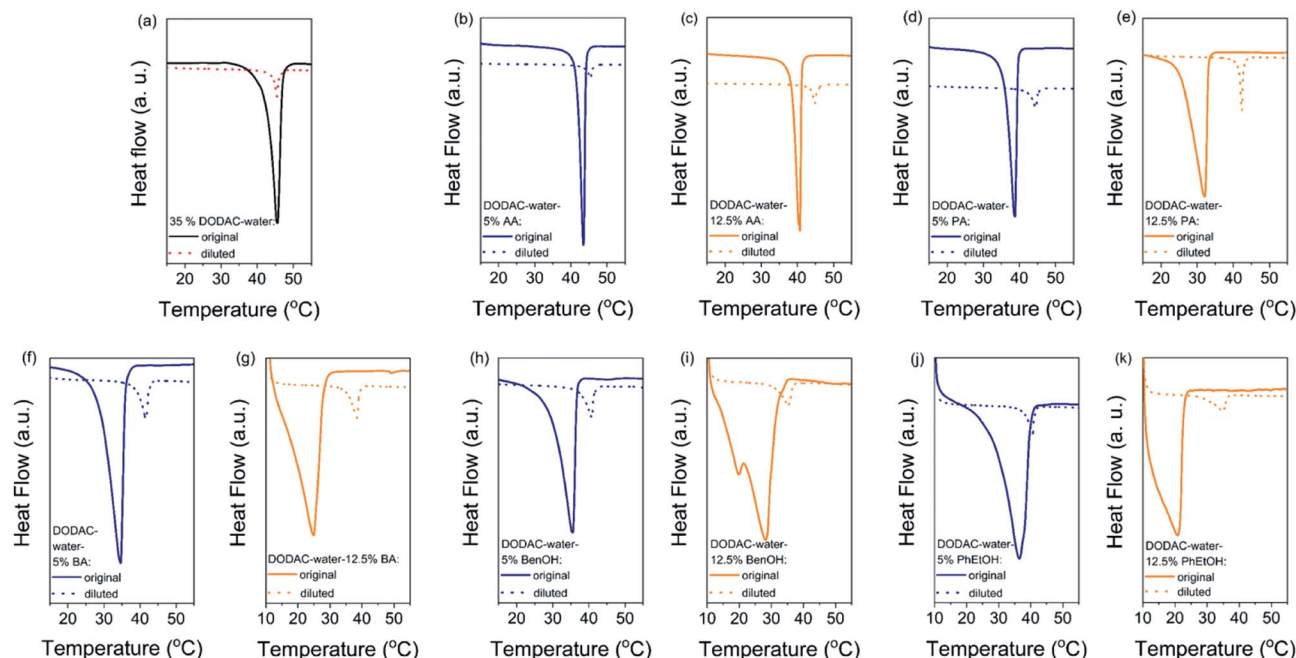 (a)
Heat flow (a. u.)
35 % DODAC-water:
original
diluted
20 30 40 50
Temperature (°C)
(b)
Heat Flow (a.u.)
DODAC-water-
5% AA:
original
diluted
20 30 40 50
Temperature (°C)
(c)
Heat Flow (a.u.)
DODAC-water-
12.5% AA:
original
diluted
20 30 40 50
Temperature (°C)
(d)
Heat Flow (a.u.)
DODAC-water-
5% PA:
original
diluted
20 30 40 50
Temperature (°C)
(e)
Heat Flow (a.u.)
DODAC-water-
12.5% PA:
original
diluted
20 30 40 50
Temperature (°C)
(f)
Heat Flow (a.u.)
DODAC-
water-
5% BA:
original
diluted
20 30 40 50
Temperature (°C)
(g)
Heat Flow (a.u.)
DODAC-water-12.5% BA:
original
diluted
10 20 30 40 50
Temperature (°C)
(h)
Heat Flow (a.u.)
DODAC-water-
5% BenOH:
original
diluted
20 30 40 50
Temperature (°C)
(i)
Heat Flow (a.u.)
DODAC-water-
12.5% BenOH:
original
diluted
10 20 30 40 50
Temperature (°C)
(j)
Heat Flow (a.u.)
DODAC-water-
5% PhEtOH:
original
diluted
10 20 30 40 50
Temperature (°C)
(k)
Heat Flow (a.u.)
DODAC-water-
12.5% PhEtOH:
original
diluted
10 20 30 40 50
Temperature (°C)